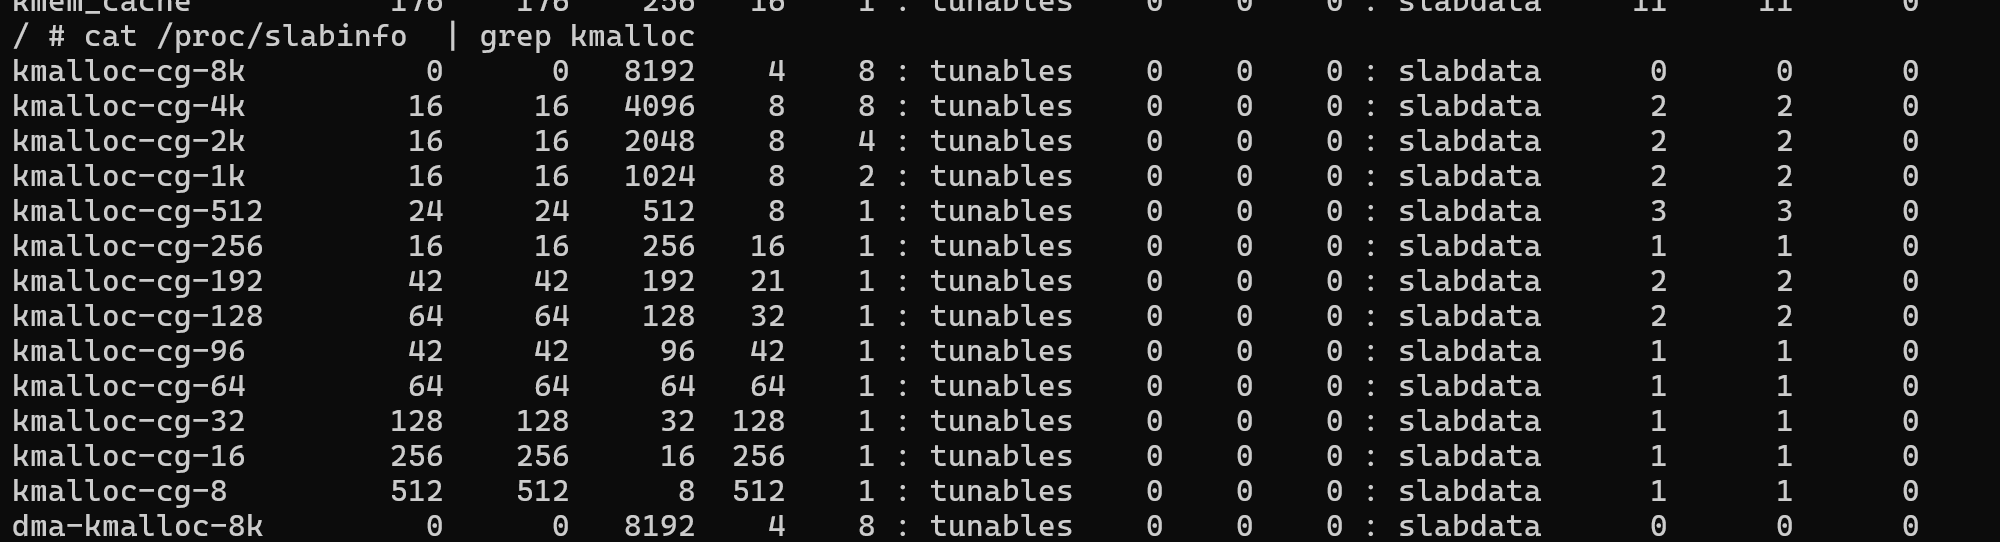 kmem_cache 176 176 256 16 1 : tunables 0 0 0 : slabdata 11 11 0
/ # cat /proc/slabinfo  | grep kmalloc
kmalloc-cg-8k 0 0 8192 4 8 : tunables 0 0 0 : slabdata 0 0 0
kmalloc-cg-4k 16 16 4096 8 8 : tunables 0 0 0 : slabdata 2 2 0
kmalloc-cg-2k 16 16 2048 8 4 : tunables 0 0 0 : slabdata 2 2 0
kmalloc-cg-1k 16 16 1024 8 2 : tunables 0 0 0 : slabdata 2 2 0
kmalloc-cg-512 24 24 512 8 1 : tunables 0 0 0 : slabdata 3 3 0
kmalloc-cg-256 16 16 256 16 1 : tunables 0 0 0 : slabdata 1 1 0
kmalloc-cg-192 42 42 192 21 1 : tunables 0 0 0 : slabdata 2 2 0
kmalloc-cg-128 64 64 128 32 1 : tunables 0 0 0 : slabdata 2 2 0
kmalloc-cg-96 42 42 96 42 1 : tunables 0 0 0 : slabdata 1 1 0
kmalloc-cg-64 64 64 64 64 1 : tunables 0 0 0 : slabdata 1 1 0
kmalloc-cg-32 128 128 32 128 1 : tunables 0 0 0 : slabdata 1 1 0
kmalloc-cg-16 256 256 16 256 1 : tunables 0 0 0 : slabdata 1 1 0
kmalloc-cg-8 512 512 8 512 1 : tunables 0 0 0 : slabdata 1 1 0
dma-kmalloc-8k 0 0 8192 4 8 : tunables 0 0 0 : slabdata 0 0 0